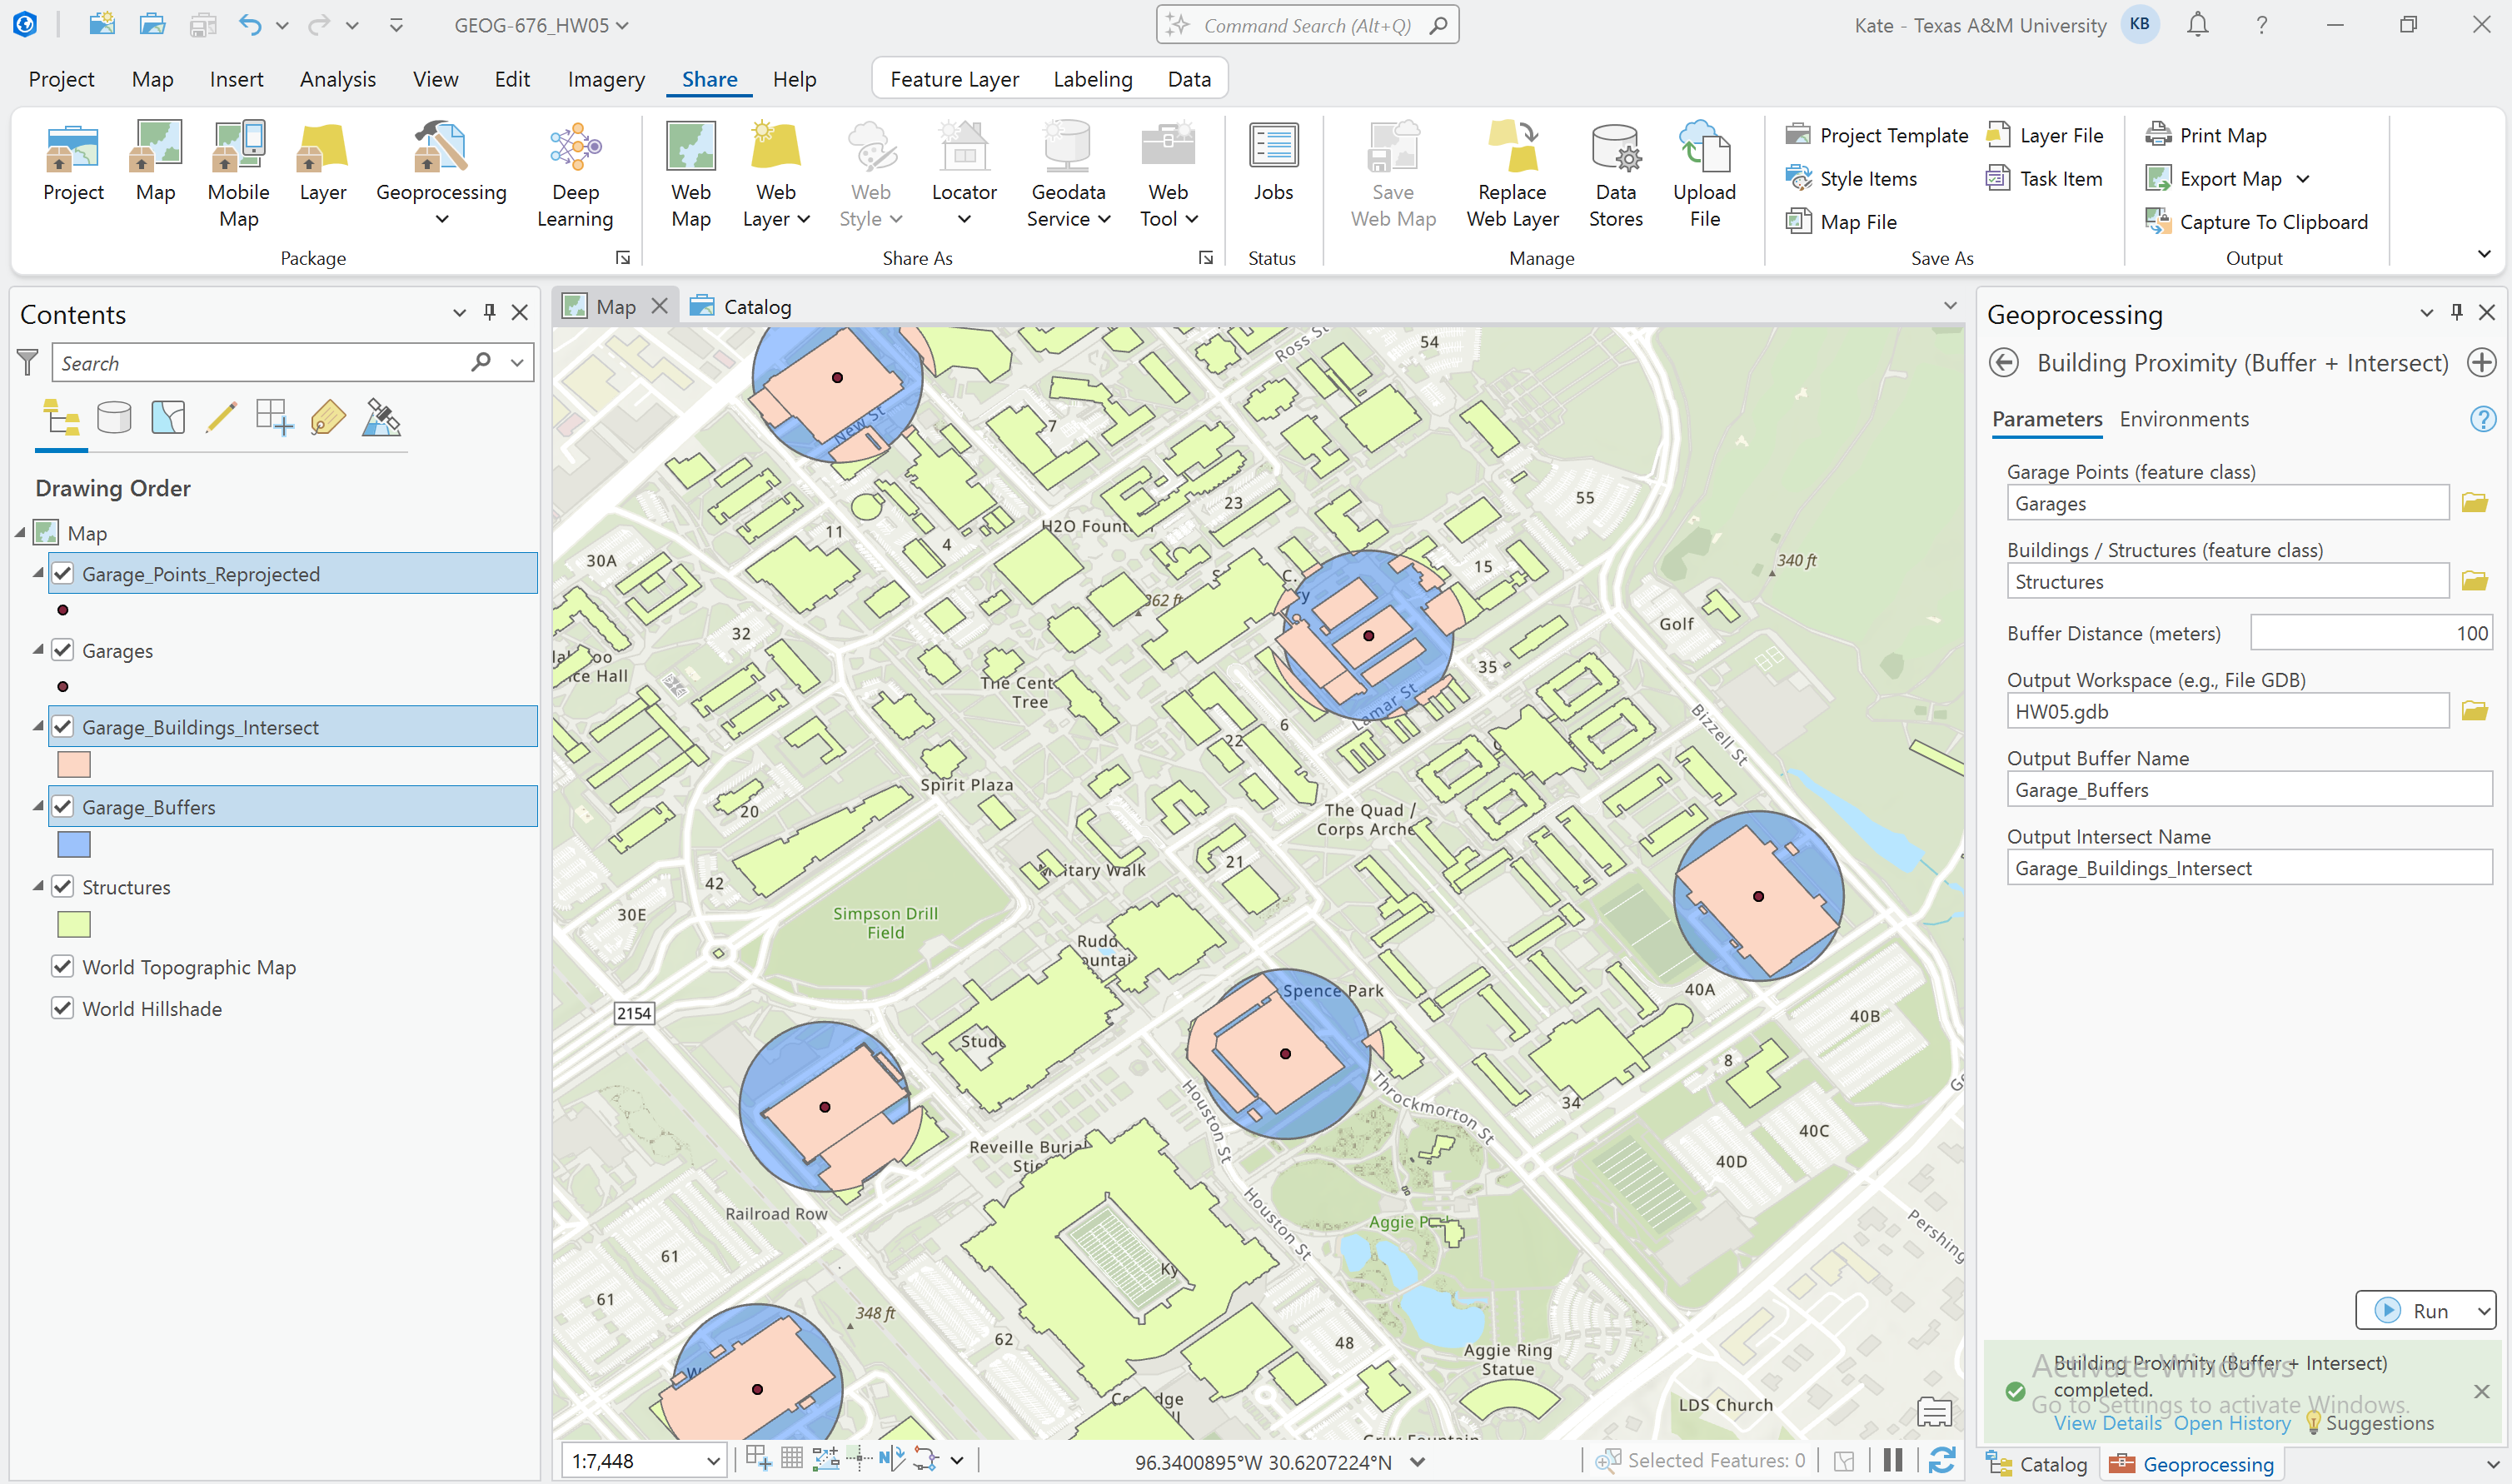 GEOG-676_HW05
Command Search (Alt+Q)
Kate - Texas A&M University
KB
?
Project
Map
Insert
Analysis
View
Edit
Imagery
Share
Help
Feature Layer
Labeling
Data
Project
Map
Mobile
Map
Layer
Geoprocessing
Deep
Learning
Package
Web
Map
Web
Layer
Web
Style
Locator
Geodata
Service
Web
Tool
Share As
Jobs
Status
Save
Web Map
Replace
Web Layer
Data
Stores
Upload
File
Manage
Project Template
Style Items
Map File
Layer File
Task Item
Save As
Print Map
Export Map
Capture To Clipboard
Output
Contents
Search
Drawing Order
Map
Garage_Points_Reprojected
Garages
Garage_Buildings_Intersect
Garage_Buffers
Structures
World Topographic Map
World Hillshade
Map
Catalog
Ross St
54
New St
7
55
23
11
4
H2O Fount
30A
340 ft
15
C.
362 ft
Golf
32
35
The Cent
Tree
ce Hall
Lamar St
6
22
Bizzell St
Spirit Plaza
20
The Quad /
Corps Arche
21
itary Walk
42
30E
Simpson Drill
Field
Rudd
ountai
Spence Park
40A
40B
2154
Stude
8
34
Throckmorton St
Houston St
40C
40D
Reveille Burial
Railroad Row
Houston St
Aggie Park
Pershing
61
Ky
61
348 ft
62
48
Aggie Ring
Statue
LDS Church
1:7,448
96.3400895°W 30.6207224°N
Selected Features: 0
Geoprocessing
Building Proximity (Buffer + Intersect)
Parameters
Environments
?
Garage Points (feature class)
Garages
Buildings / Structures (feature class)
Structures
Buffer Distance (meters)
100
Output Workspace (e.g., File GDB)
HW05.gdb
Output Buffer Name
Garage_Buffers
Output Intersect Name
Garage_Buildings_Intersect
Run
Building Proximity (Buffer + Intersect)
completed.
View Details
Open History
Suggestions
Activate Windows
Go to Settings to activate Windows.
Catalog
Geoprocessing